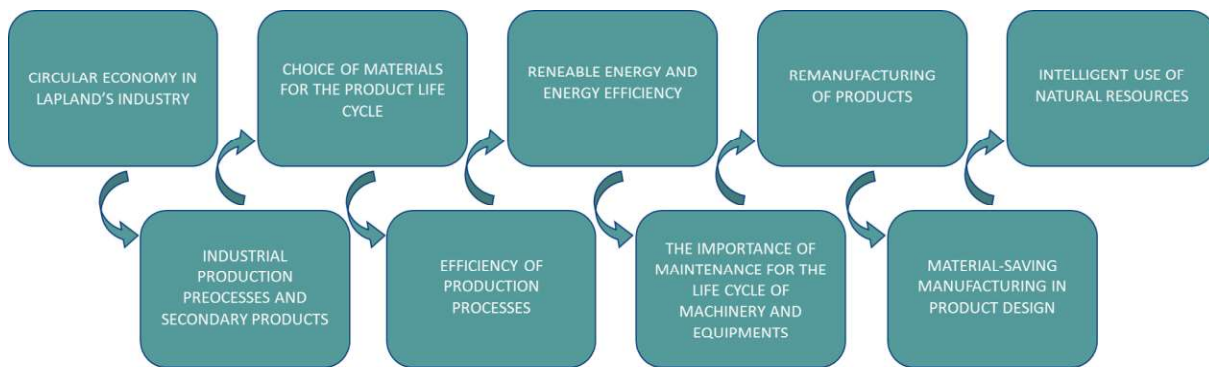 CIRCULAR ECONOMY IN
LAPLAND'S INDUSTRY
INDUSTRIAL
PRODUCTION
PREOCESSES AND
SECONDARY PRODUCTS
CHOICE OF MATERIALS
FOR THE PRODUCT LIFE
CYCLE
EFFICIENCY OF
PRODUCTION
PROCESSES
RENEABLE ENERGY AND
ENERGY EFFICIENCY
THE IMPORTANCE OF
MAINTENANCE FOR THE
LIFE CYCLE OF
MACHINERY AND
EQUIPMENTS
REMANUFACTURING
OF PRODUCTS
MATERIAL-SAVING
MANUFACTURING IN
PRODUCT DESIGN
INTELLIGENT USE OF
NATURAL RESOURCES